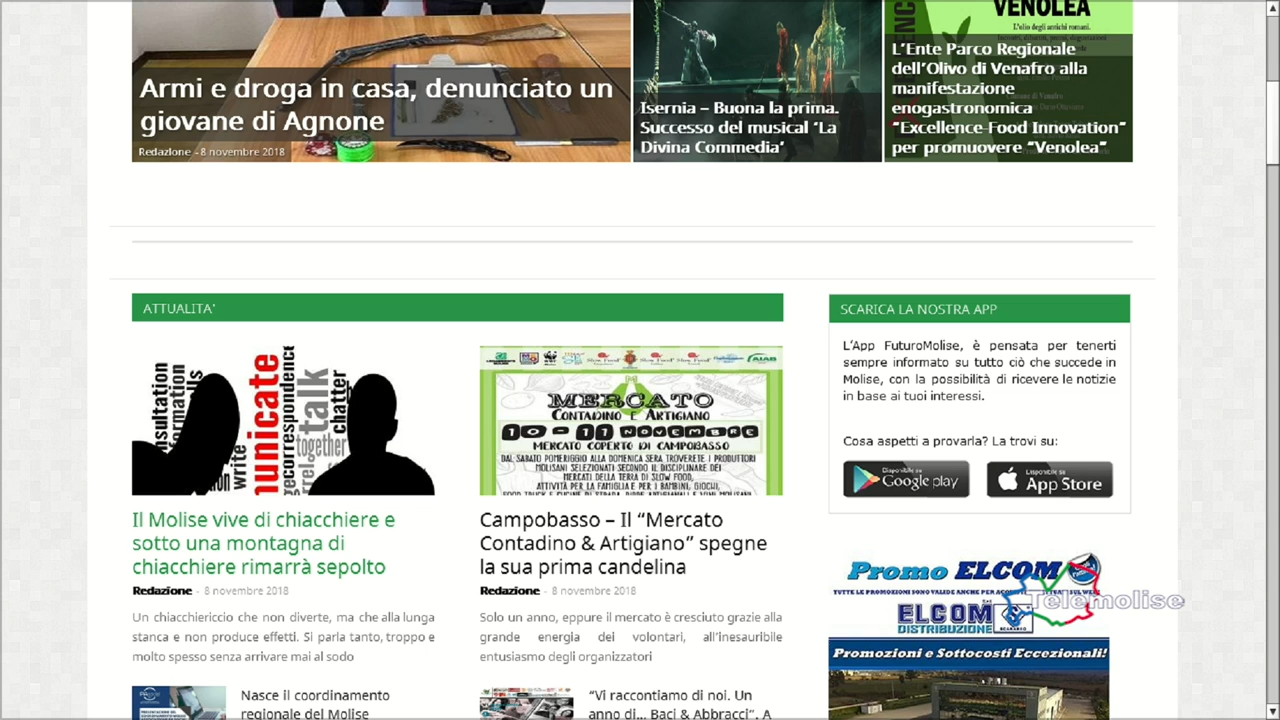 Armi e droga in casa, denunciato un
giovane di Agnone
Redazione - 8 novembre 2018
Isernia – Buona la prima.
Successo del musical ‘La
Divina Commedia’
VENOLEA
L'olio degli antichi romani.
L’Ente Parco Regionale
dell’Olivo di Venafro alla
manifestazione
enogastronomica
“Excellence Food Innovation”
per promuovere “Venolea”
ATTUALITA’
municate
correspondence
talk
chatter
together
write
Il Molise vive di chiacchiere e
sotto una montagna di
chiacchiere rimarrà sepolto
Redazione - 8 novembre 2018
Un chiacchiericcio che non diverte, ma che alla lunga
stanca e non produce effetti. Si parla tanto, troppo e
molto spesso senza arrivare mai al sodo
Nasce il coordinamento
regionale del Molise
MERCATO
CONTADINO E ARTIGIANO
10 - 11 NOVEMBRE
MERCATO COPERTO DI CAMPOBASSO
DAL SABATO POMERIGGIO ALLA DOMENICA SERA TROVERETE I PRODUTTORI
MOLISANI SELEZIONATI SECONDO IL DISCIPLINARE DEI
MERCATI DELLA TERRA DI SLOW FOOD,
ATTIVITÀ PER LA FAMIGLIA E PER I BAMBINI, GIOCHI,
Campobasso – Il “Mercato
Contadino & Artigiano” spegne
la sua prima candelina
Redazione - 8 novembre 2018
Solo un anno, eppure il mercato è cresciuto grazie alla
grande energia dei volontari, all’inesauribile
entusiasmo degli organizzatori
“Vi raccontiamo di noi. Un
anno di... Baci & Abbracci”. A
SCARICA LA NOSTRA APP
L’App FuturoMolise, è pensata per tenerti
sempre informato su tutto ciò che succede in
Molise, con la possibilità di ricevere le notizie
in base ai tuoi interessi.
Cosa aspetti a provarla? La trovi su:
Disponibile su
Google play
Disponibile su
App Store
Promo ELCOM
TUTTE LE PROMOZIONI SONO VALIDE ANCHE PER
Telemolise
ELCOM
DISTRIBUZIONE
Promozioni e Sottocosti Eccezionali!